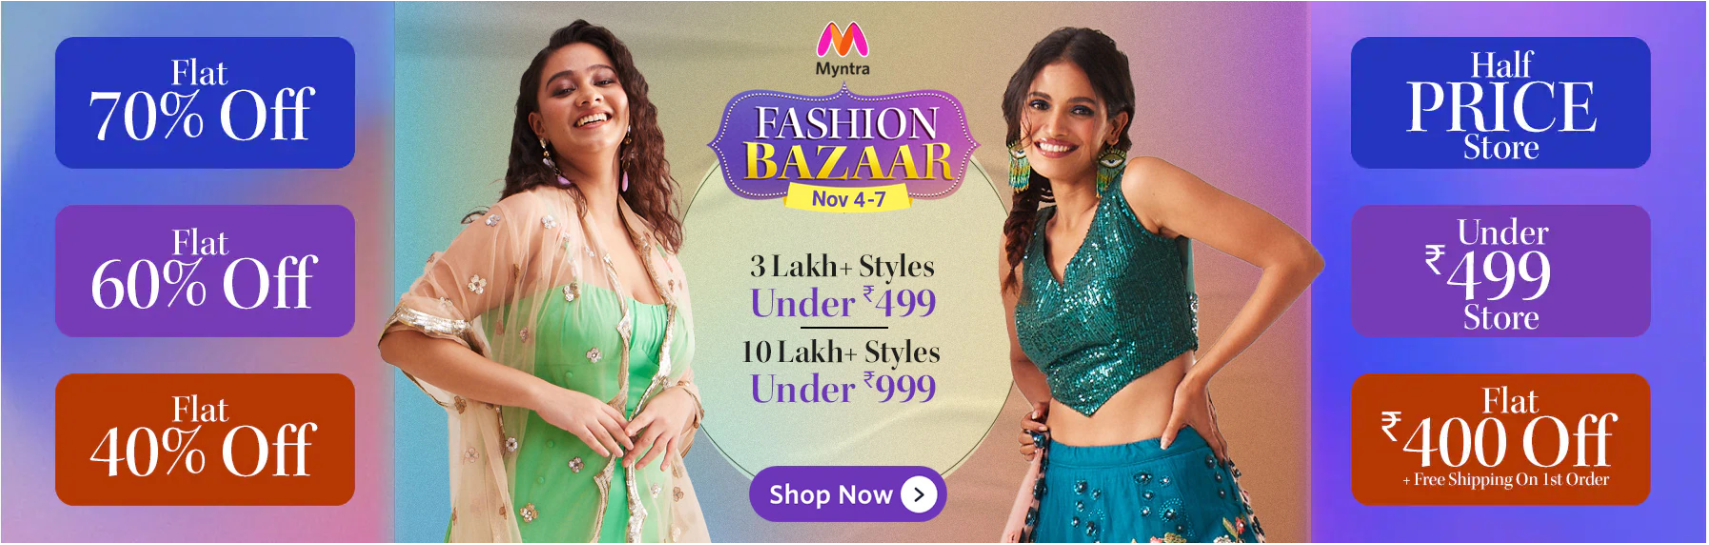 Flat
70% Off
Flat
60% Off
Flat
40% Off
Myntra
FASHION
BAZAAR
Nov 4-7
3 Lakh+ Styles
Under ₹499
10 Lakh+ Styles
Under ₹999
Shop Now
Half
PRICE
Store
Under
₹499
Store
Flat
₹400 Off
+ Free Shipping On 1st Order